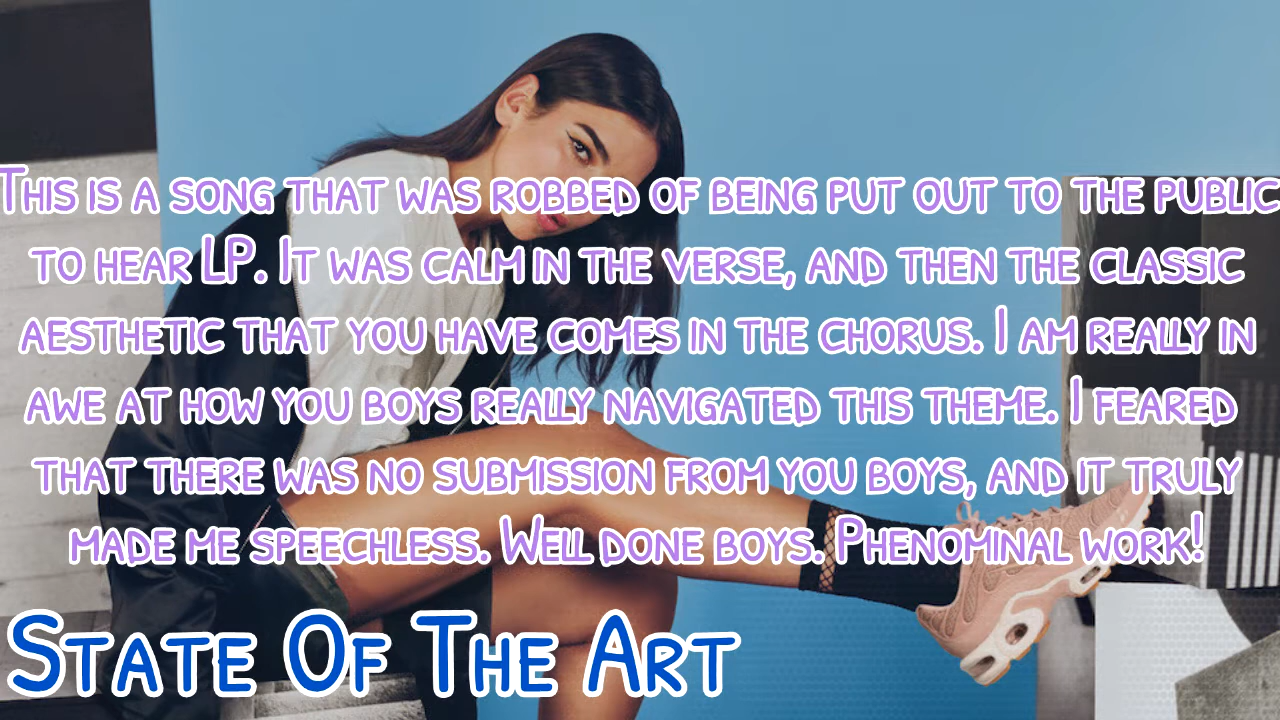 This is a song that was robbed of being put out to the public
to hear LP. It was calm in the verse, and then the classic
aesthetic that you have comes in the chorus. I am really in
awe at how you boys really navigated this theme. I feared
that there was no submission from you boys, and it truly
made me speechless. Well done boys. Phenominal work!
State Of The Art